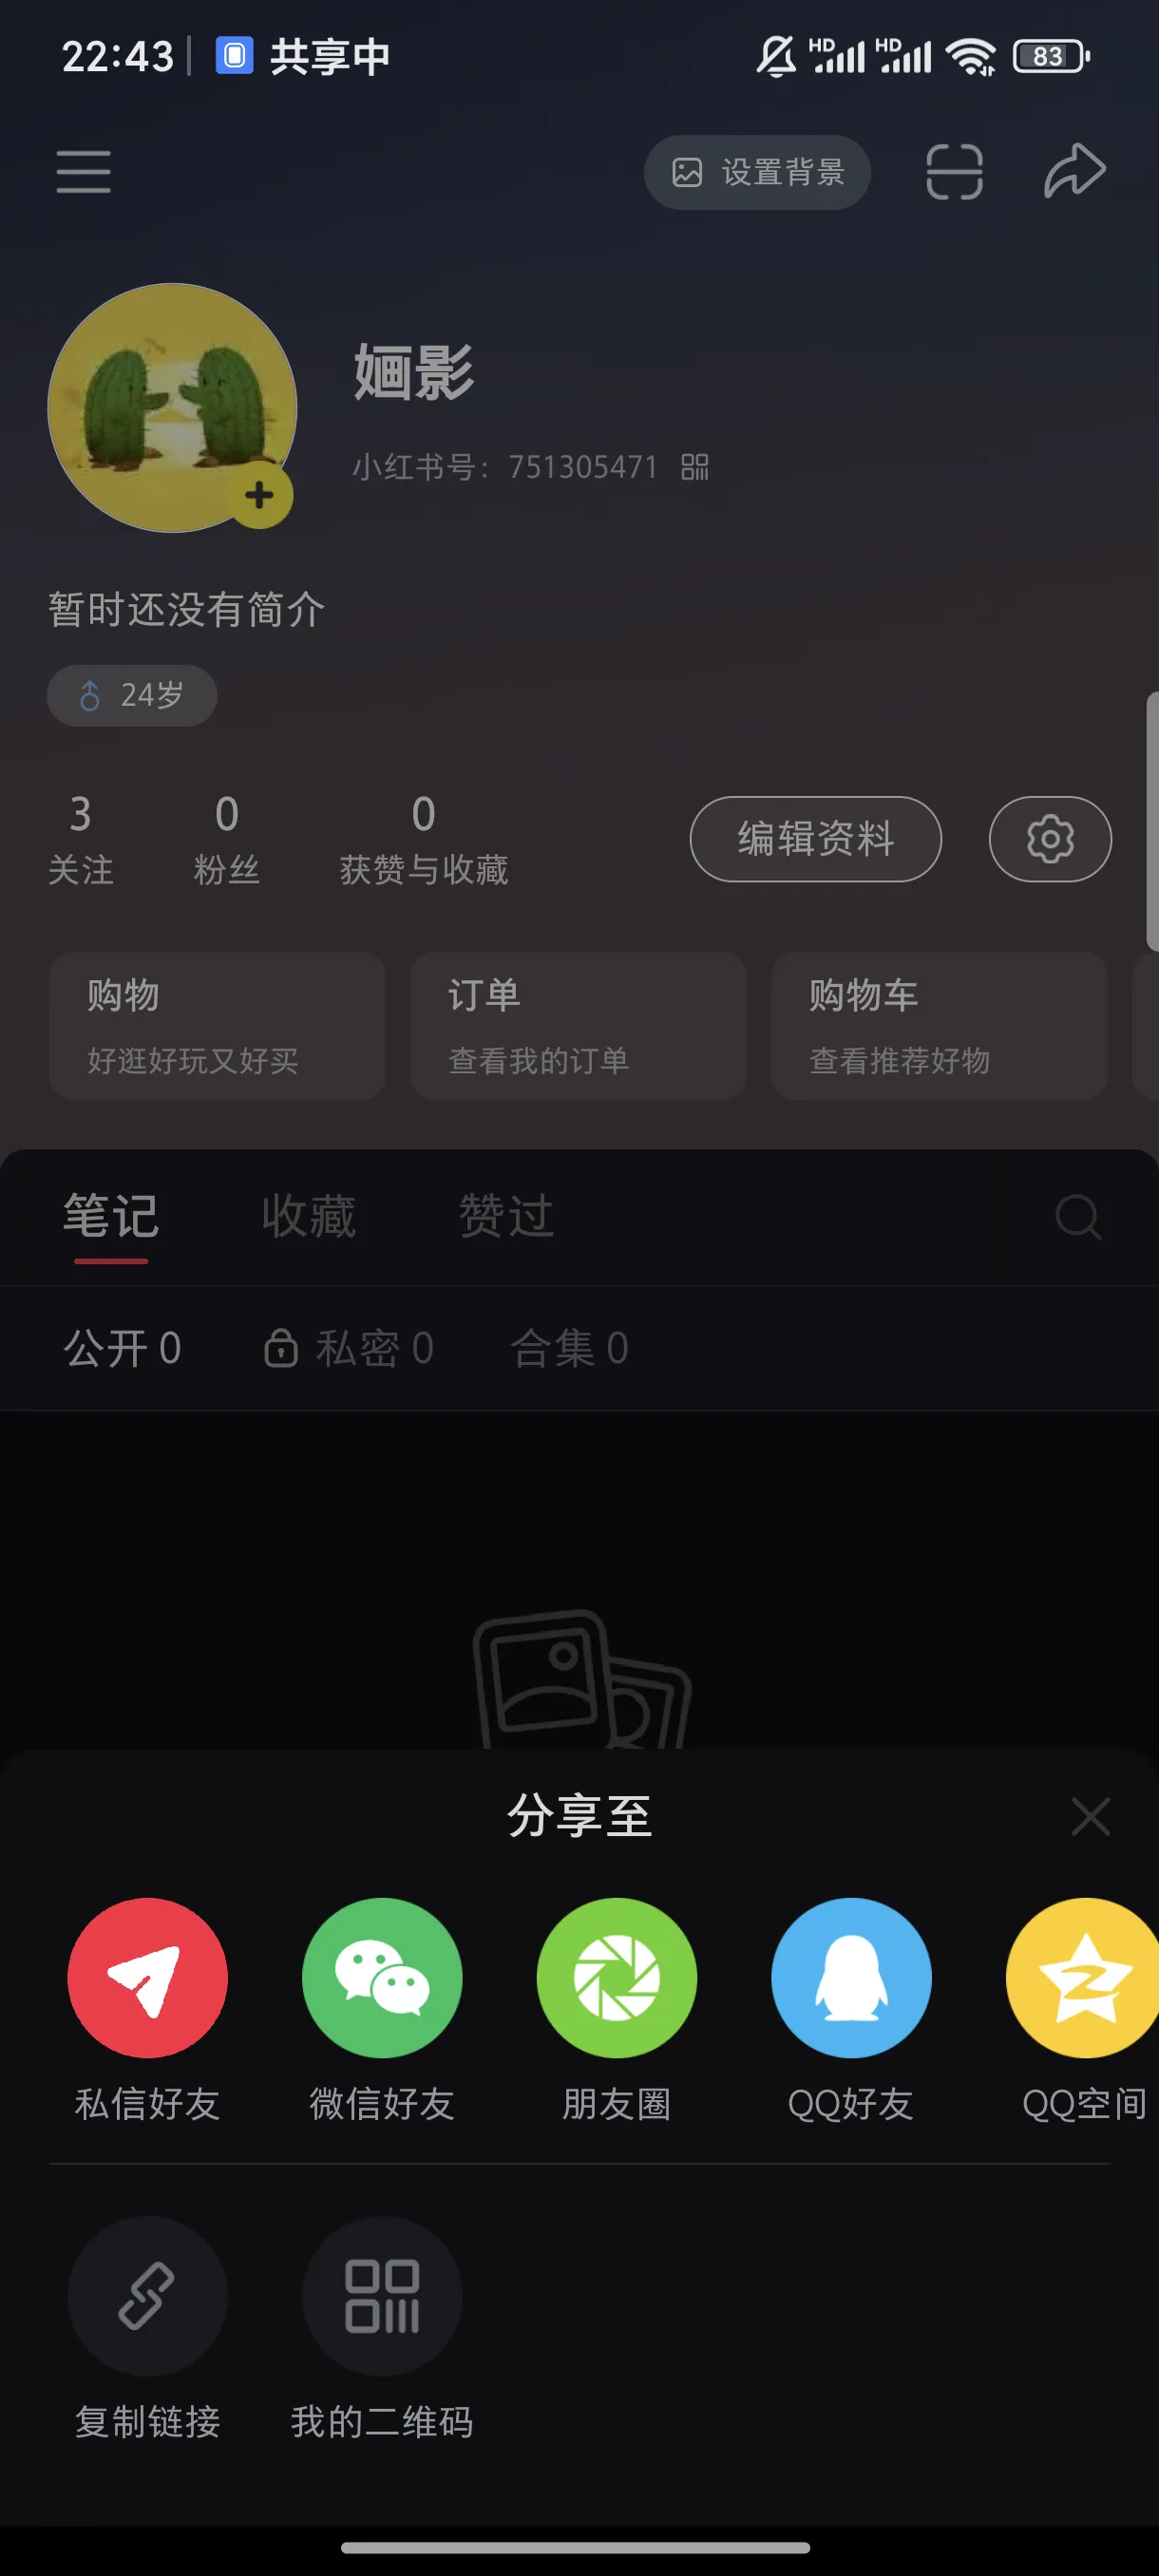 22:43 共享中 HD HD 83
设置背景
婳影
小红书号：751305471
暂时还没有简介
24岁
3 0 0
关注 粉丝 获赞与收藏 编辑资料
购物 订单 购物车
好逛好玩又好买 查看我的订单 查看推荐好物
笔记 收藏 赞过
公开 0 私密 0 合集 0
分享至
私信好友 微信好友 朋友圈 QQ好友 QQ空间
复制链接 我的二维码